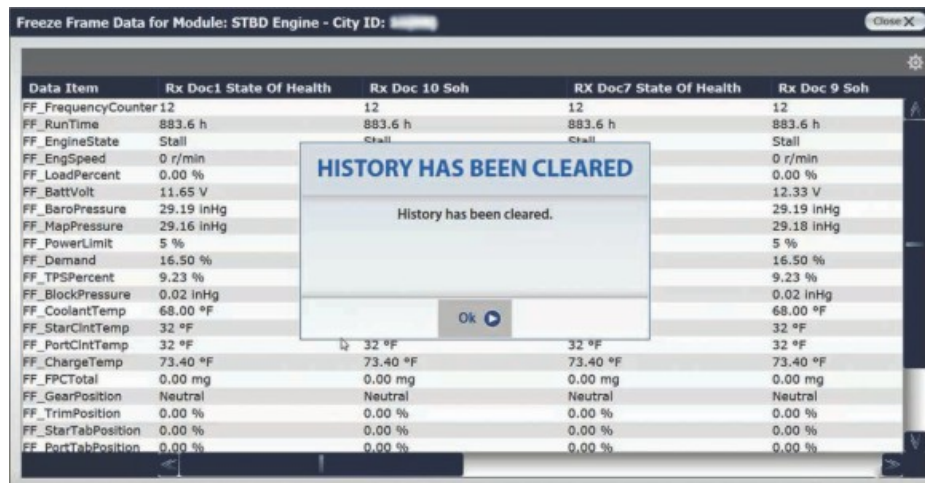 Freeze Frame Data for Module: STBD Engine - City ID:
Close X
Data Item Rx Doc1 State Of Health Rx Doc 10 Soh RX Doc7 State Of Health Rx Doc 9 Soh
FF_FrequencyCounter 12 12 12 12
FF_RunTime 883.6 h 883.6 h 883.6 h 883.6 h
FF_EngineState Stall Stall Stall Stall
FF_EngSpeed 0 r/min 0 r/min
FF_LoadPercent 0.00 % 0.00 %
FF_BattVolt 11.65 V 12.33 V
FF_BaroPressure 29.19 inHg 29.19 inHg
FF_MapPressure 29.16 inHg 29.18 inHg
FF_PowerLimit 5 % 5 %
FF_Demand 16.50 % 16.50 %
FF_TPSPercent 9.23 % 9.23 %
FF_BlockPressure 0.02 inHg 0.02 inHg
FF_CoolantTemp 68.00 °F 68.00 °F
FF_StarClntTemp 32 °F 32 °F
FF_PortClntTemp 32 °F 32 °F 32 °F 32 °F
FF_ChargeTemp 73.40 °F 73.40 °F 73.40 °F 73.40 °F
FF_FPCTotal 0.00 mg 0.00 mg 0.00 mg 0.00 mg
FF_GearPosition Neutral Neutral Neutral Neutral
FF_TrimPosition 0.00 % 0.00 % 0.00 % 0.00 %
FF_StarTabPosition 0.00 % 0.00 % 0.00 % 0.00 %
FF_PortTabPosition 0.00 % 0.00 % 0.00 % 0.00 %
HISTORY HAS BEEN CLEARED
History has been cleared.
Ok